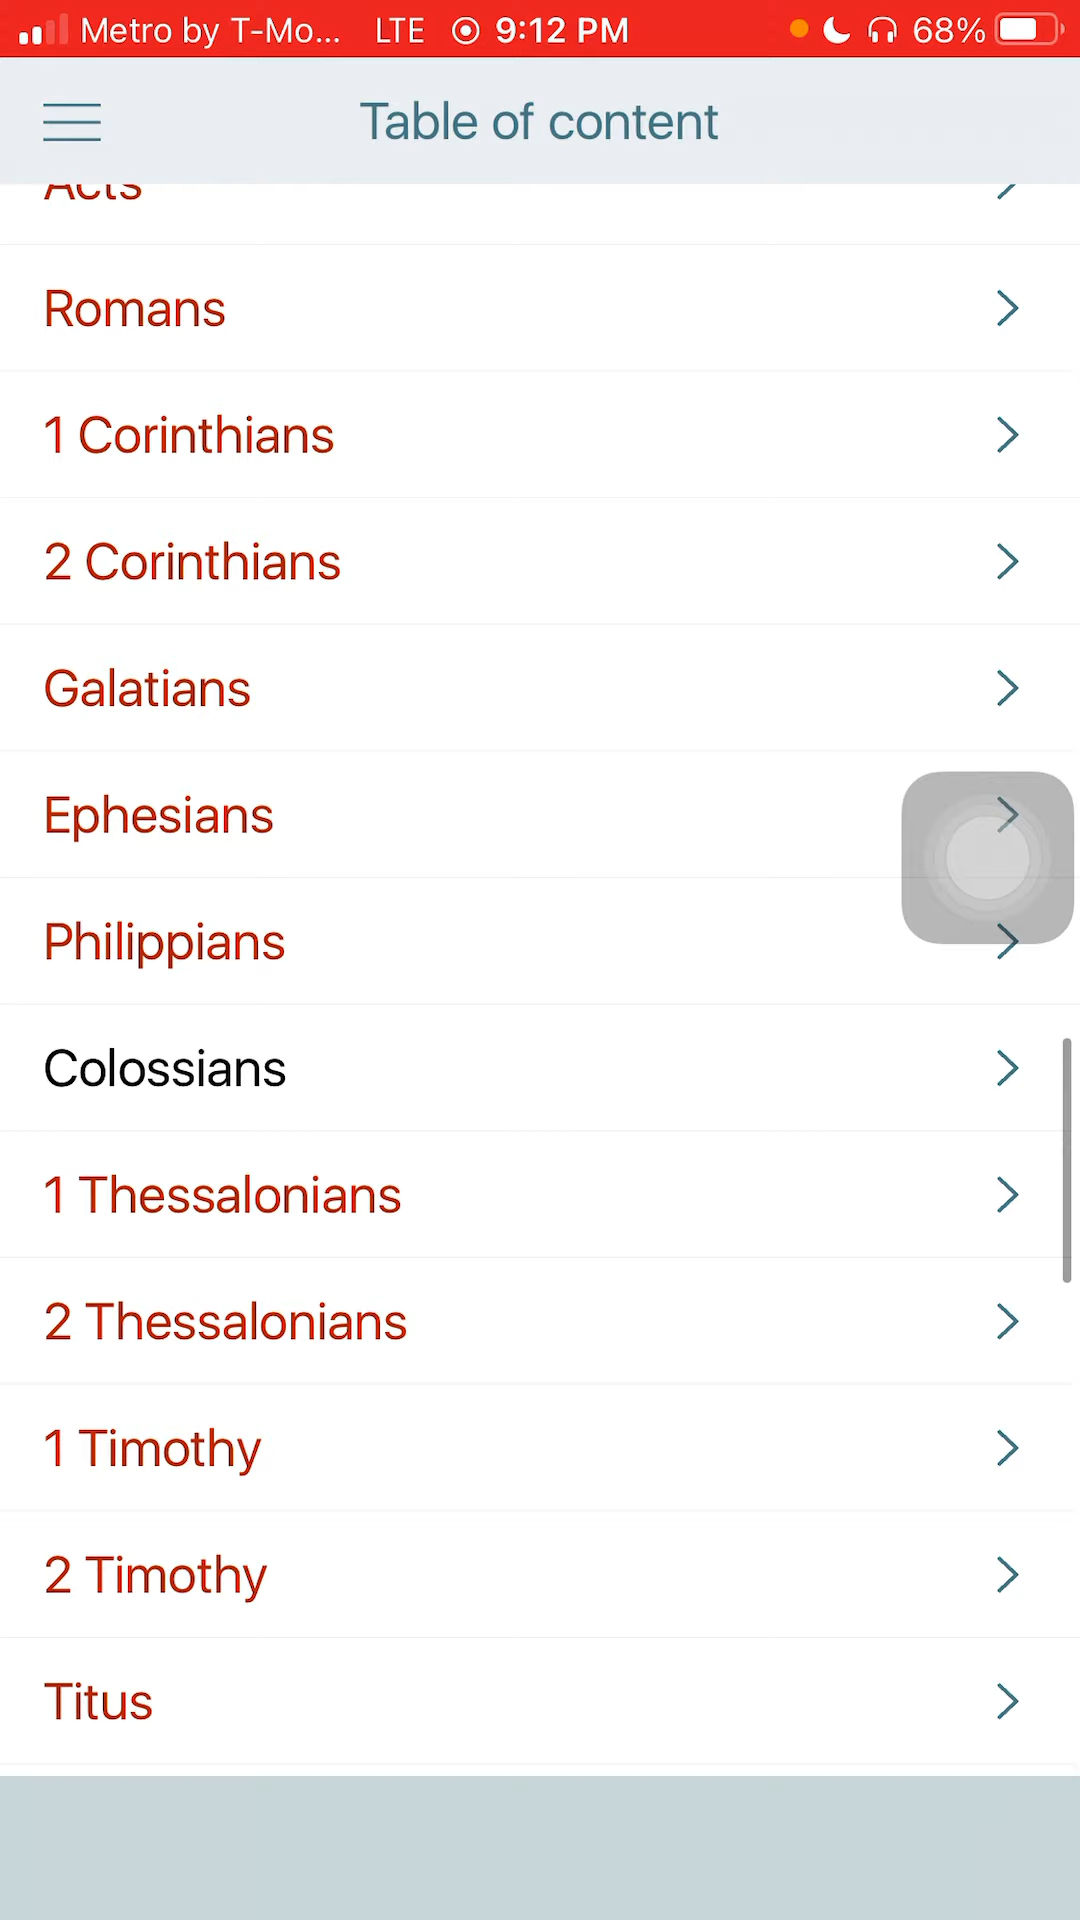 Metro by T-Mo... LTE 9:12 PM 68%
Table of content
Acts
Romans
1 Corinthians
2 Corinthians
Galatians
Ephesians
Philippians
Colossians
1 Thessalonians
2 Thessalonians
1 Timothy
2 Timothy
Titus